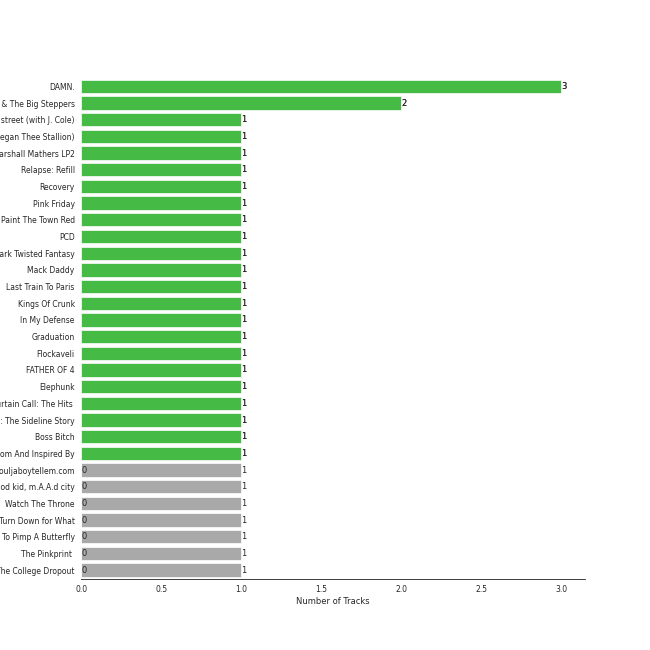 DAMN. 3
& The Big Steppers 2
street (with J. Cole) 1
egan Thee Stallion) 1
arshall Mathers LP2 1
Relapse: Refill 1
Recovery 1
Pink Friday 1
Paint The Town Red 1
PCD 1
ark Twisted Fantasy 1
Mack Daddy 1
Last Train To Paris 1
Kings Of Crunk 1
In My Defense 1
Graduation 1
Flockaveli 1
FATHER OF 4 1
Elephunk 1
rtain Call: The Hits 1
: The Sideline Story 1
Boss Bitch 1
om And Inspired By 1
ouljaboytellem.com 0 1
od kid, m.A.A.d city 0 1
Watch The Throne 0 1
Turn Down for What 0 1
To Pimp A Butterfly 0 1
The Pinkprint 0 1
The College Dropout 0 1
0.0 0.5 1.0 1.5 2.0 2.5 3.0
Number of Tracks